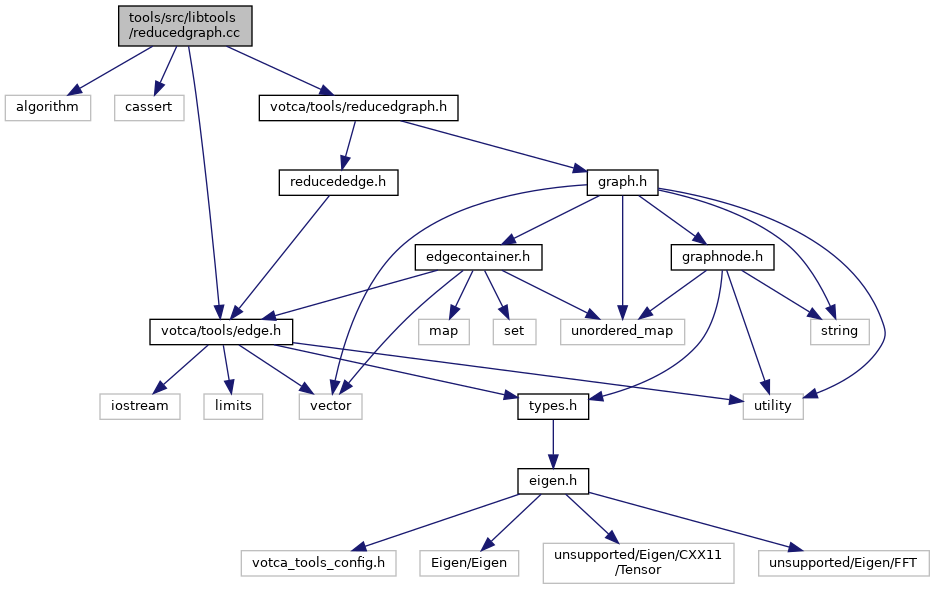 tools/src/libtools
/reducedgraph.cc
algorithm
cassert
votca/tools/reducedgraph.h
reducededge.h
graph.h
edgecontainer.h
graphnode.h
votca/tools/edge.h
map
set
unordered_map
string
iostream
limits
vector
types.h
utility
eigen.h
votca_tools_config.h
Eigen/Eigen
unsupported/Eigen/CXX11
/Tensor
unsupported/Eigen/FFT